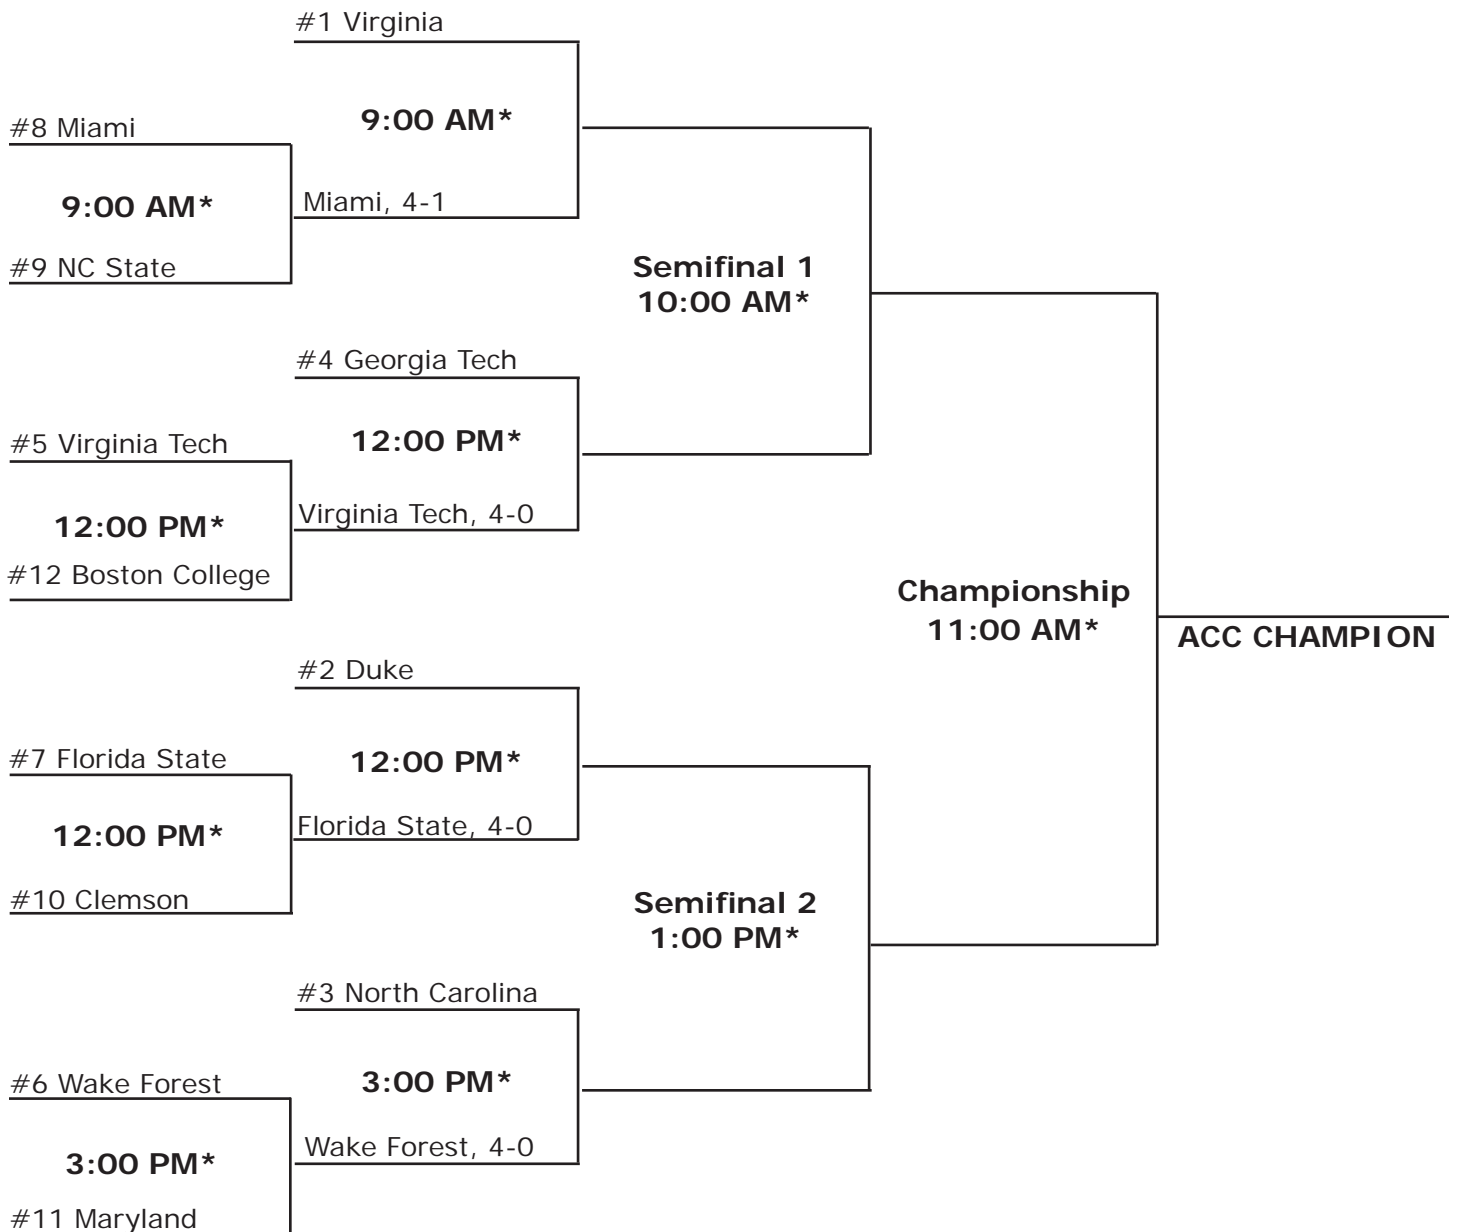 #1 Virginia
9:00 AM*
#8 Miami
9:00 AM*
Miami, 4-1
#9 NC State
Semifinal 1
10:00 AM*
#4 Georgia Tech
12:00 PM*
#5 Virginia Tech
12:00 PM*
Virginia Tech, 4-0
#12 Boston College
Championship
11:00 AM*
ACC CHAMPION
#2 Duke
12:00 PM*
#7 Florida State
12:00 PM*
Florida State, 4-0
#10 Clemson
Semifinal 2
1:00 PM*
#3 North Carolina
3:00 PM*
#6 Wake Forest
3:00 PM*
Wake Forest, 4-0
#11 Maryland